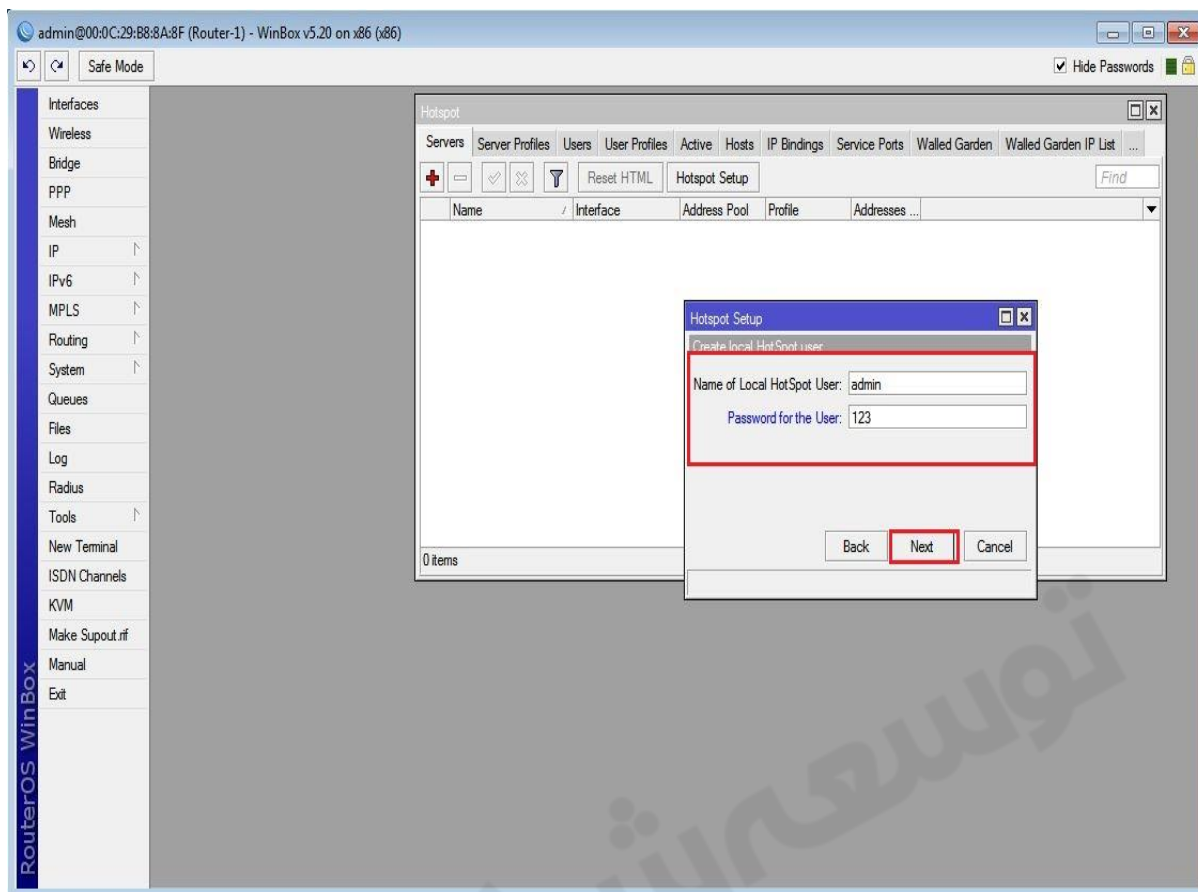 admin@00:0C:29:B8:8A:8F (Router-1) - WinBox v5.20 on x86 (x86)
Safe Mode
Hide Passwords
Interfaces
Wireless
Bridge
PPP
Mesh
IP
IPv6
MPLS
Routing
System
Queues
Files
Log
Radius
Tools
New Terminal
ISDN Channels
KVM
Make Supout.rif
Manual
Exit
RouterOS WinBox
Hotspot
Servers Server Profiles Users User Profiles Active Hosts IP Bindings Service Ports Walled Garden Walled Garden IP List ...
Reset HTML Hotspot Setup Find
Name Interface Address Pool Profile Addresses ...
0 items
Hotspot Setup
Create local HotSpot user
Name of Local HotSpot User: admin
Password for the User: 123
Back Next Cancel
توسعه